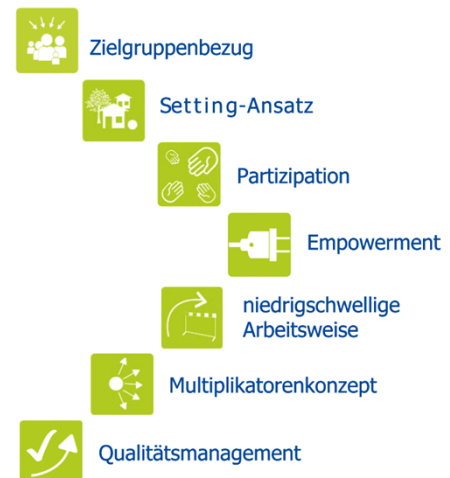 Zielgruppenbezug
Setting-Ansatz
Partizipation
Empowerment
niedrigschwellige
Arbeitsweise
Multiplikatorenkonzept
Qualitätsmanagement